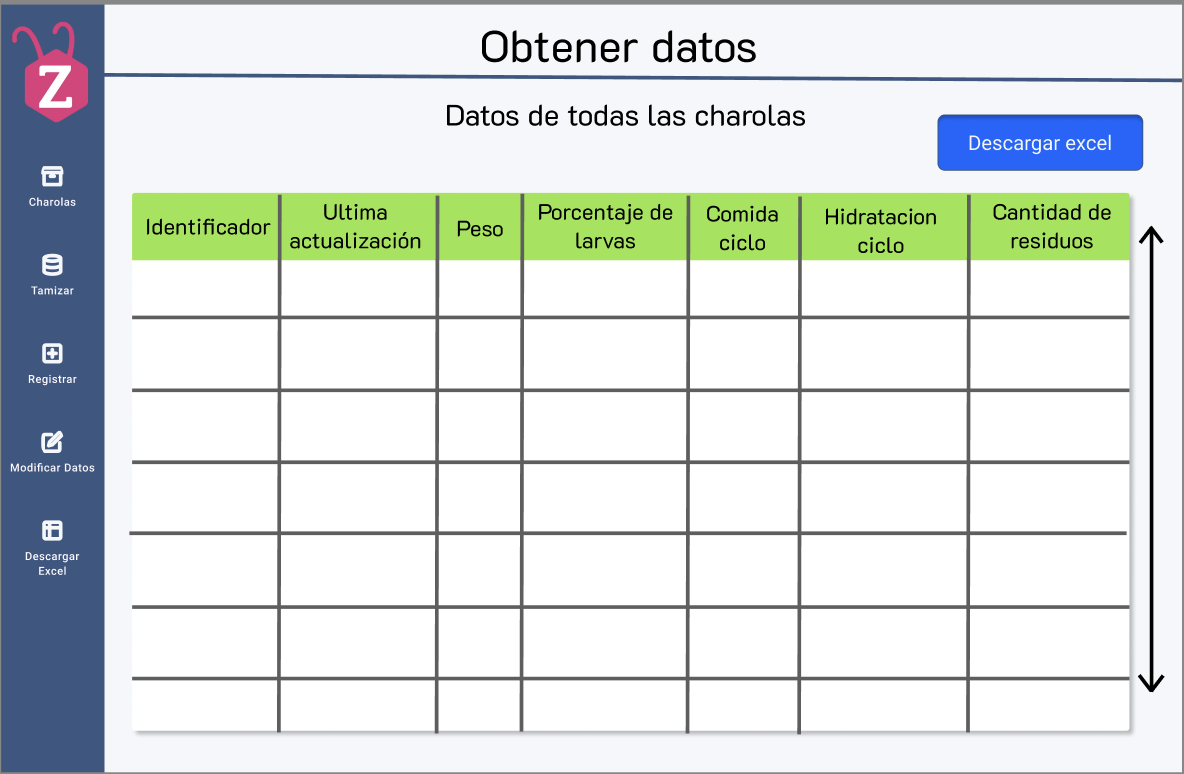 Obtener datos
Z
Datos de todas las charolas
Descargar excel
Charolas
Tamizar
Registrar
Modificar Datos
Descargar
Excel
Identificador
Ultima
actualización
Peso
Porcentaje de
larvas
Comida
ciclo
Hidratacion
ciclo
Cantidad de
residuos